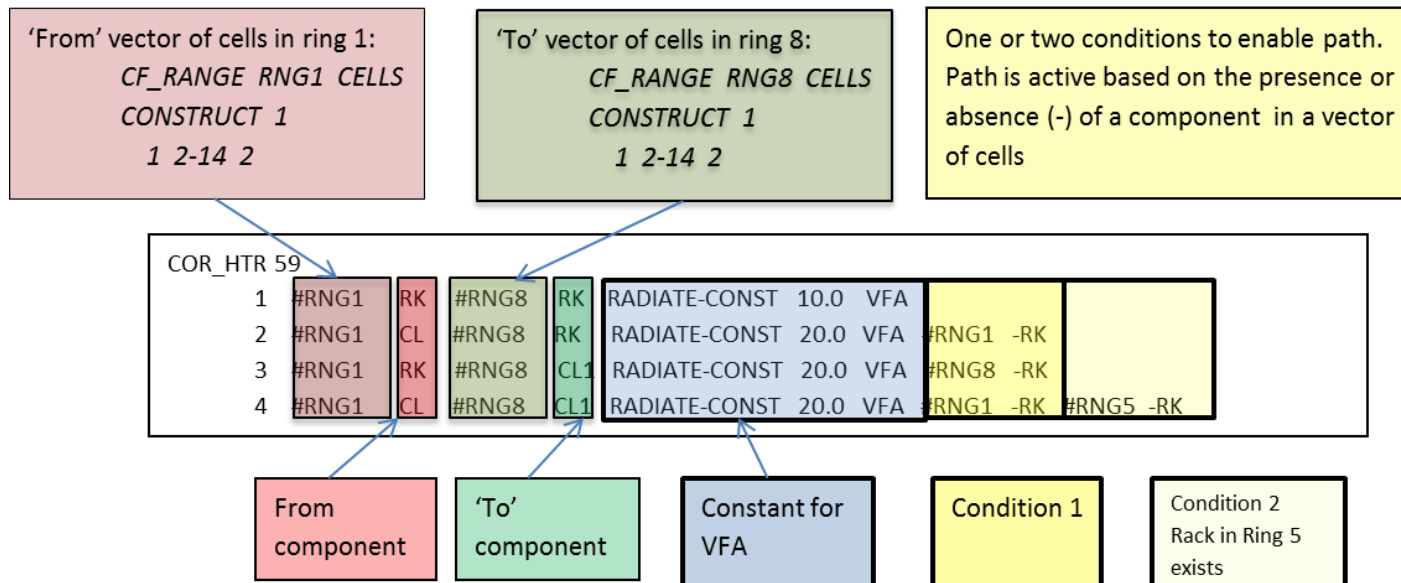 ‘From’ vector of cells in ring 1:
CF_RANGE RNG1 CELLS
CONSTRUCT 1
1 2-14 2
‘To’ vector of cells in ring 8:
CF_RANGE RNG8 CELLS
CONSTRUCT 1
1 2-14 2
One or two conditions to enable path.
Path is active based on the presence or
absence (-) of a component in a vector
of cells
COR_HTR 59
1 #RNG1 RK #RNG8 RK RADIATE-CONST 10.0 VFA
2 #RNG1 CL #RNG8 RK RADIATE-CONST 20.0 VFA #RNG1 -RK
3 #RNG1 RK #RNG8 CL1 RADIATE-CONST 20.0 VFA #RNG8 -RK
4 #RNG1 CL #RNG8 CL1 RADIATE-CONST 20.0 VFA #RNG1 -RK #RNG5 -RK
From
component
‘To’
component
Constant for
VFA
Condition 1
Condition 2
Rack in Ring 5
exists